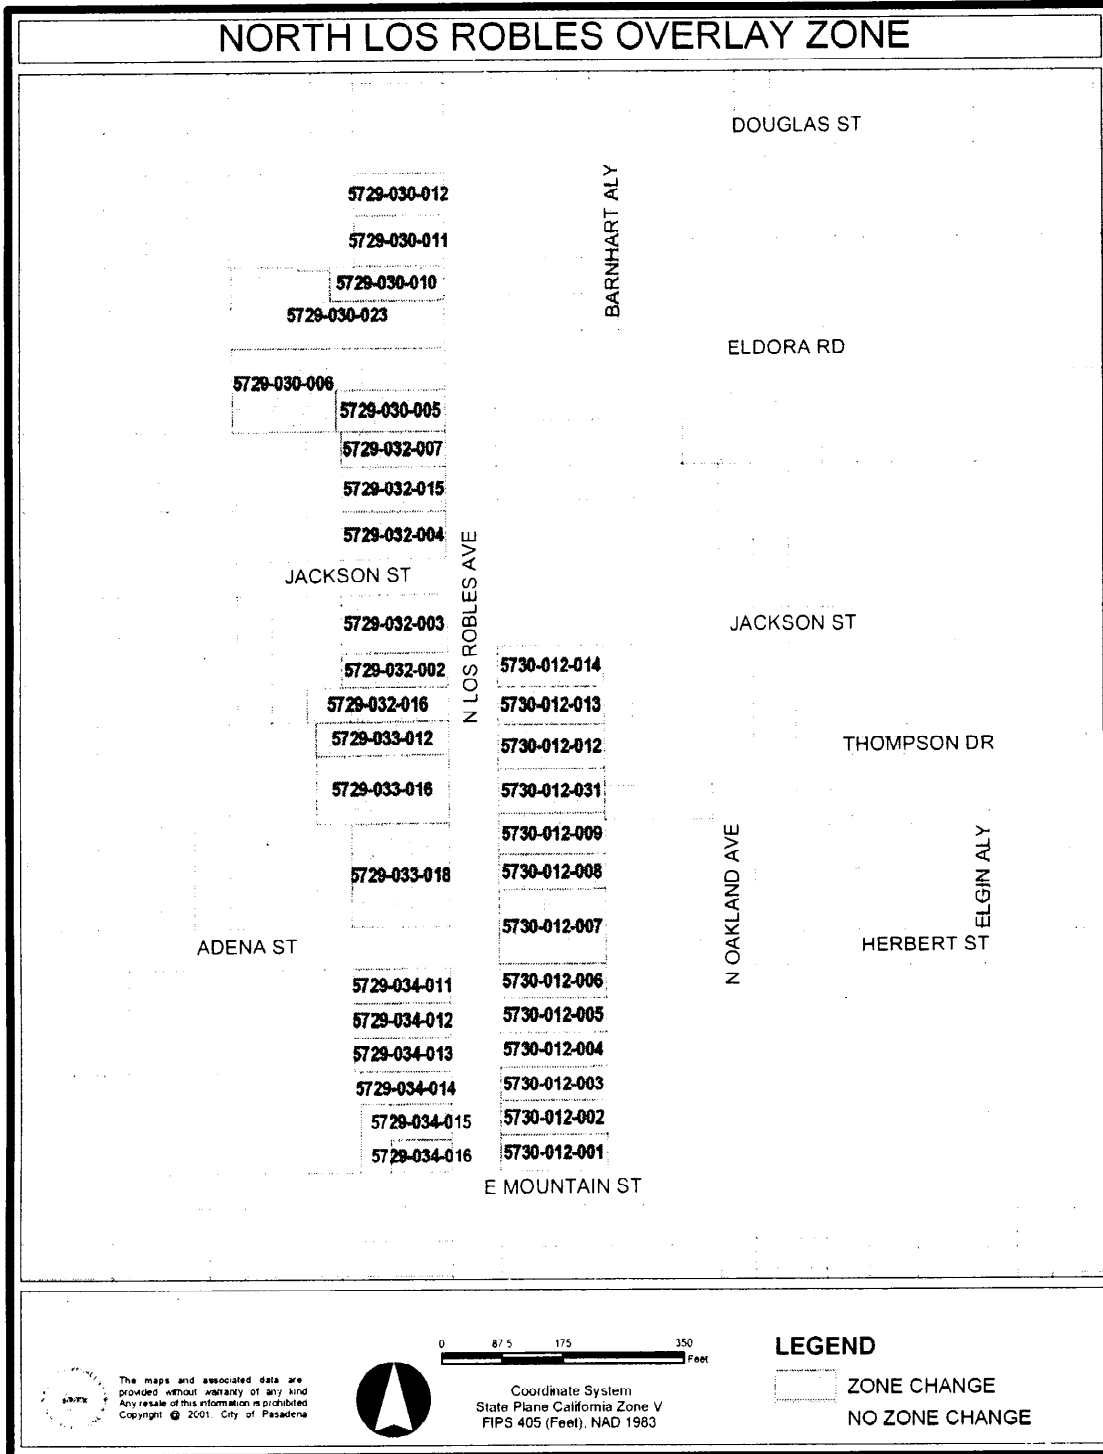 NORTH LOS ROBLES OVERLAY ZONE
DOUGLAS ST
BARNHART ALY
5729-030-012
5729-030-011
5729-030-010
5729-030-023
ELDORA RD
5729-030-006
5729-030-005
5729-032-007
5729-032-015
5729-032-004
JACKSON ST
N LOS ROBLES AVE
5729-032-003
JACKSON ST
5729-032-002
5730-012-014
5729-032-016
5730-012-013
5729-033-012
5730-012-012
THOMPSON DR
5729-033-016
5730-012-031
5730-012-009
5729-033-018
5730-012-008
N OAKLAND AVE
ELGIN ALY
5730-012-007
ADENA ST
HERBERT ST
5729-034-011
5730-012-006
5729-034-012
5730-012-005
5729-034-013
5730-012-004
5729-034-014
5730-012-003
5729-034-015
5730-012-002
5729-034-016
5730-012-001
E MOUNTAIN ST
The maps and associated data are
provided without warranty of any kind
Any resale of this information is prohibited
Copyright © 2001. City of Pasadena
0 87 5 175 350
Feet
Coordinate System
State Plane California Zone V
FIPS 405 (Feet), NAD 1983
LEGEND
ZONE CHANGE
NO ZONE CHANGE